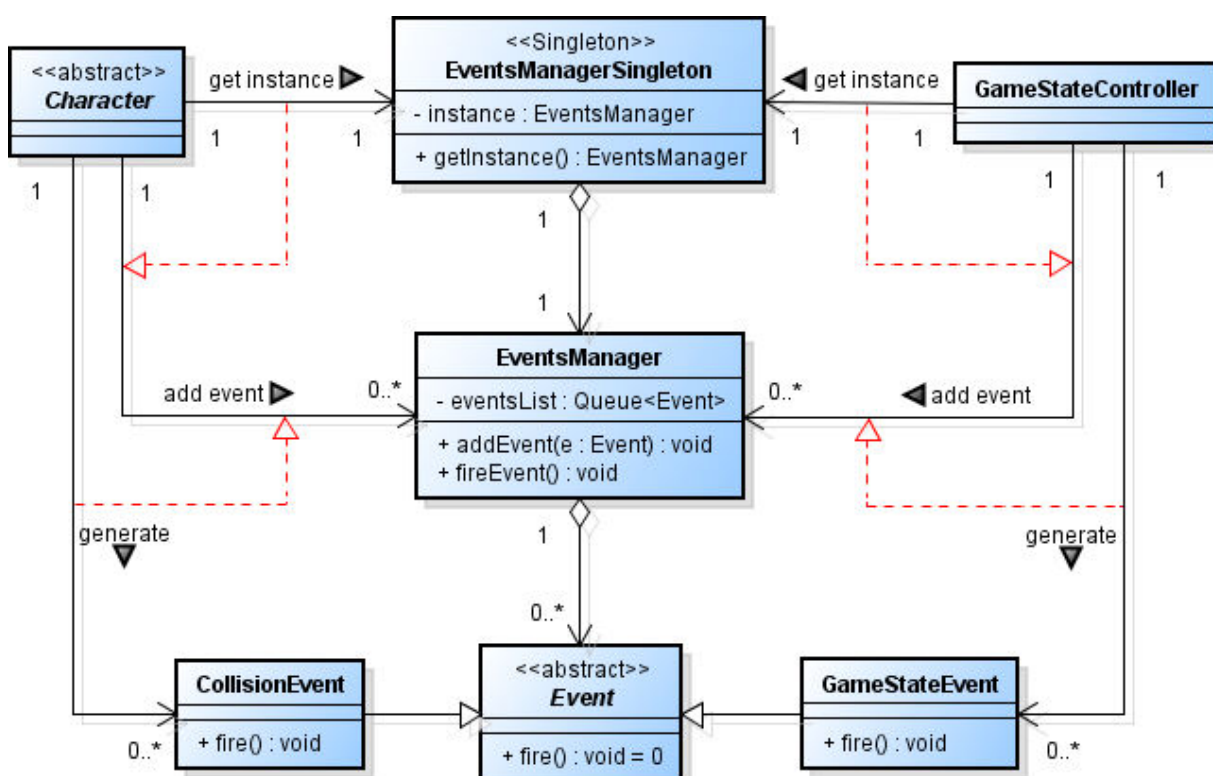 <<Singleton>>
EventsManagerSingleton
- instance : EventsManager
+ getInstance() : EventsManager
<<abstract>>
Character
get instance
get instance
GameStateController
1
1
1
1
1
1
1
1
1
1
add event
0..*
EventsManager
- eventsList : Queue<Event>
+ addEvent(e : Event) : void
+ fireEvent() : void
0..*
add event
generate
generate
1
0..*
CollisionEvent
+ fire() : void
0..*
<<abstract>>
Event
+ fire() : void = 0
GameStateEvent
+ fire() : void
0..*